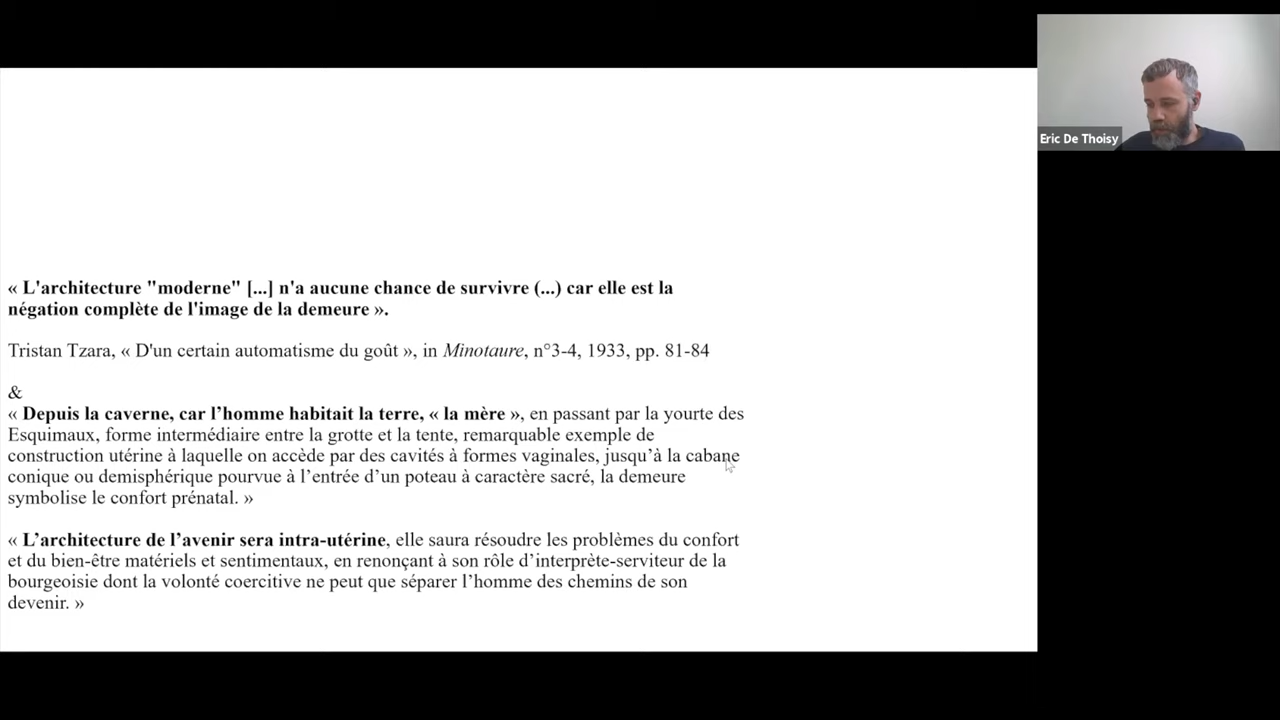 « L'architecture "moderne" [...] n'a aucune chance de survivre (...) car elle est la
négation complète de l'image de la demeure ».
Tristan Tzara, « D'un certain automatisme du goût », in Minotaure, n°3-4, 1933, pp. 81-84
&
« Depuis la caverne, car l’homme habitait la terre, « la mère », en passant par la yourte des
Esquimaux, forme intermédiaire entre la grotte et la tente, remarquable exemple de
construction utérine à laquelle on accède par des cavités à formes vaginales, jusqu’à la cabane
conique ou demisphérique pourvue à l’entrée d’un poteau à caractère sacré, la demeure
symbolise le confort prénatal. »
« L’architecture de l’avenir sera intra-utérine, elle saura résoudre les problèmes du confort
et du bien-être matériels et sentimentaux, en renonçant à son rôle d’interprète-serviteur de la
bourgeoisie dont la volonté coercitive ne peut que séparer l’homme des chemins de son
devenir. »
Eric De Thoisy